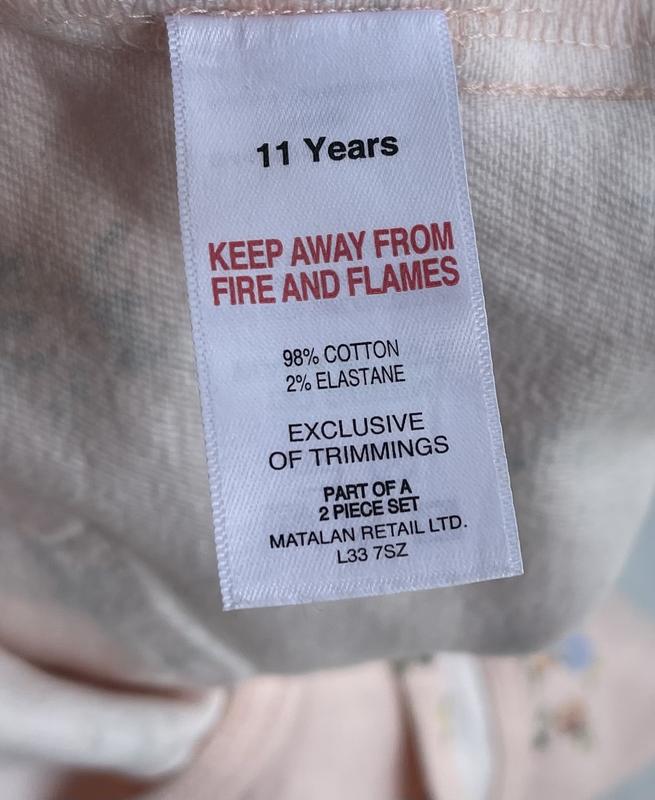 11 Years
KEEP AWAY FROM
FIRE AND FLAMES
98% COTTON
2% ELASTANE
EXCLUSIVE
OF TRIMMINGS
PART OF A
2 PIECE SET
MATALAN RETAIL LTD.
L33 7SZ